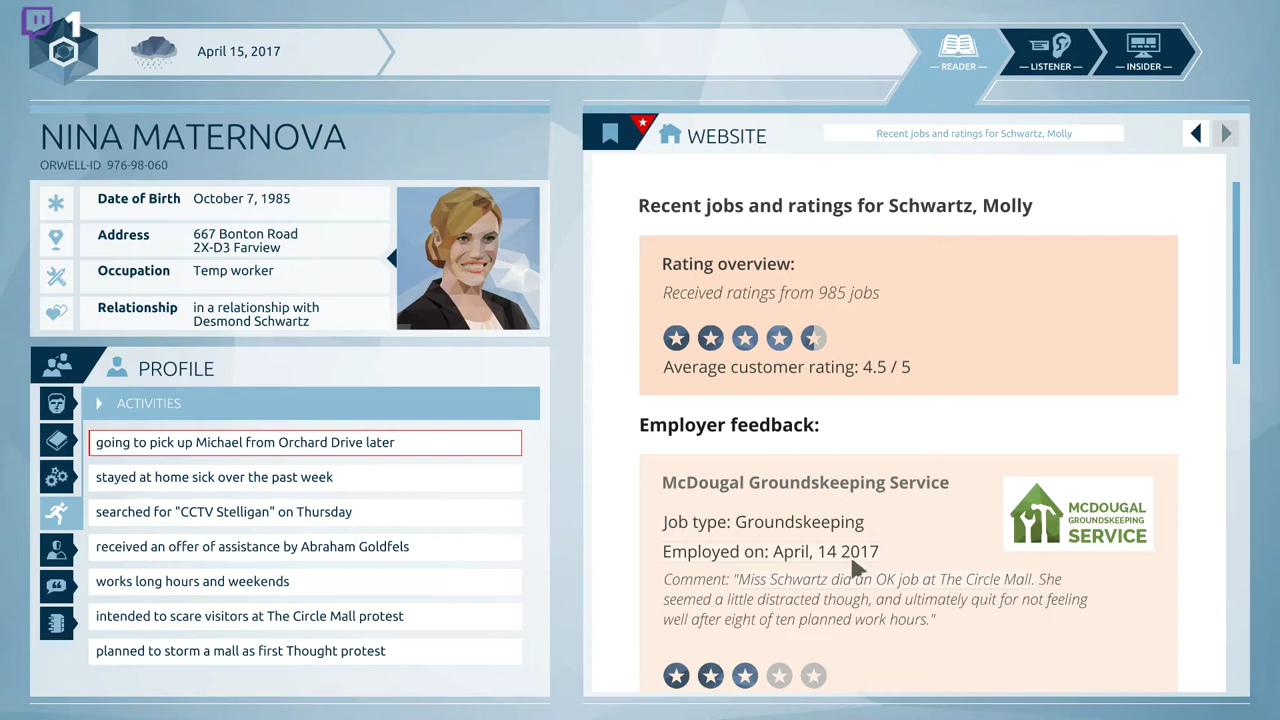 1
April 15, 2017
READER
LISTENER
INSIDER
NINA MATERNOVA
ORWELL-ID 976-98-060
Date of Birth October 7, 1985
Address 667 Bonton Road
2X-D3 Farview
Occupation Temp worker
Relationship in a relationship with
Desmond Schwartz
PROFILE
ACTIVITIES
going to pick up Michael from Orchard Drive later
stayed at home sick over the past week
searched for "CCTV Stelligan" on Thursday
received an offer of assistance by Abraham Goldfels
works long hours and weekends
intended to scare visitors at The Circle Mall protest
planned to storm a mall as first Thought protest
WEBSITE
Recent jobs and ratings for Schwartz, Molly
Recent jobs and ratings for Schwartz, Molly
Rating overview:
Received ratings from 985 jobs
Average customer rating: 4.5 / 5
Employer feedback:
McDougal Groundskeeping Service
Job type: Groundskeeping
Employed on: April, 14 2017
Comment: "Miss Schwartz did an OK job at The Circle Mall. She
seemed a little distracted though, and ultimately quit for not feeling
well after eight of ten planned work hours."
MCDOUGAL
GROUNDSKEEPING
SERVICE